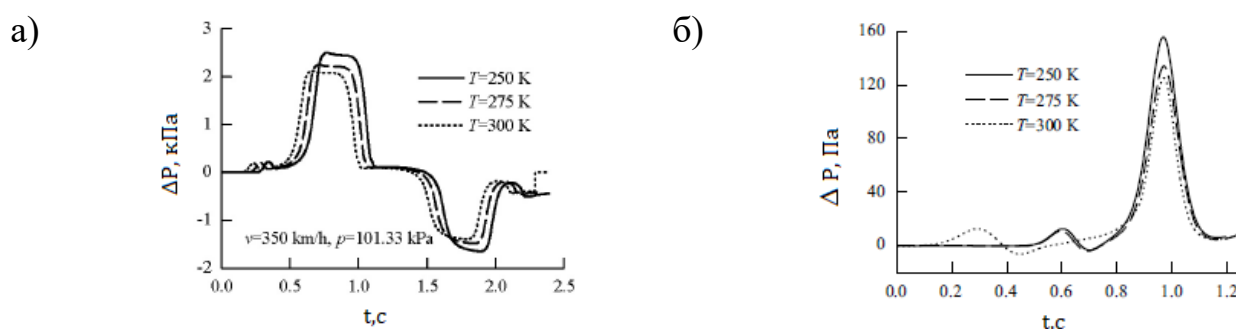 а)
3
2
1
0
-1
-2
ΔP, кПа
T=250 K
T=275 K
T=300 K
v=350 km/h, p=101.33 kPa
0.0 0.5 1.0 1.5 2.0 2.5
t,c
б)
160
120
80
40
0
Δ P, Па
T=250 K
T=275 K
T=300 K
0.0 0.2 0.4 0.6 0.8 1.0 1.2
t,c